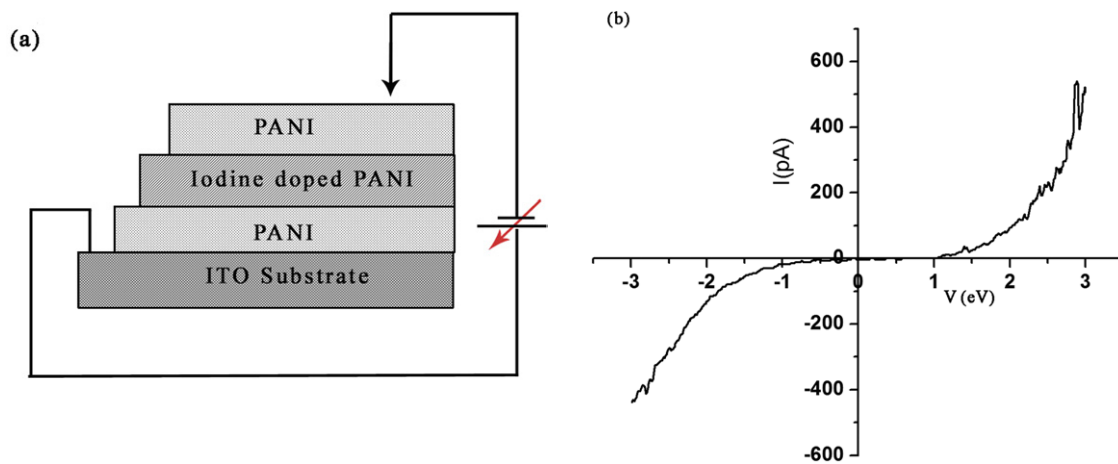 (a)
PANI
Iodine doped PANI
PANI
ITO Substrate
(b)
I(pA)
600
400
200
0
-200
-400
-600
-3 -2 -1 0 1 2 3
V (eV)